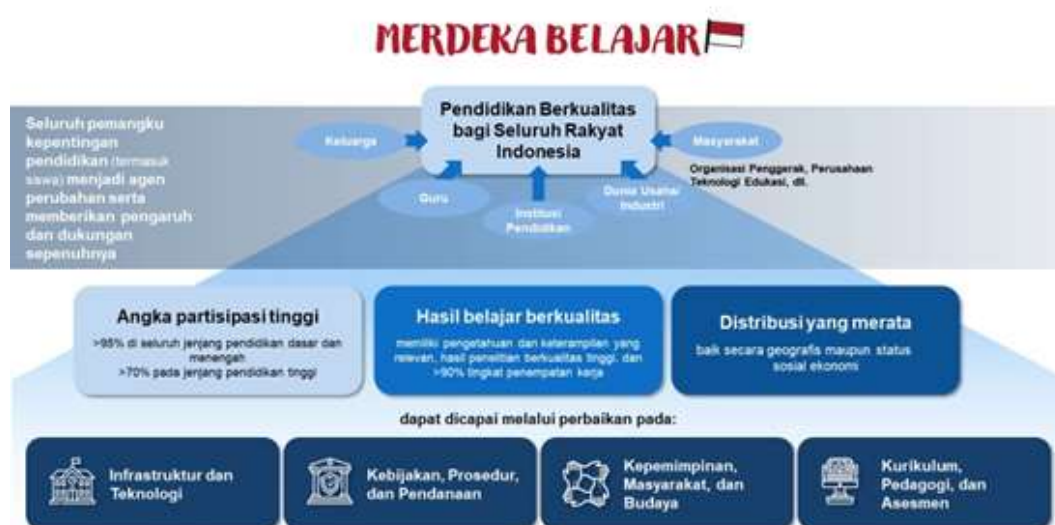 MERDEKA BELAJAR
Pendidikan Berkualitas
bagi Seluruh Rakyat
Indonesia
Seluruh pemangku
kepentingan
pendidikan (termasuk
siswa) menjadi agen
perubahan serta
memberikan pengaruh
dan dukungan
sepenuhnya
Keluarga
Guru
Institusi
Pendidikan
Dunia Usaha/
Industri
Masyarakat
Organisasi Penggerak, Perusahaan
Teknologi Edukasi, dll.
Angka partisipasi tinggi
>95% di seluruh jenjang pendidikan dasar dan
menengah
>70% pada jenjang pendidikan tinggi
Hasil belajar berkualitas
memiliki pengetahuan dan keterampilan yang
relevan, hasil penelitian berkualitas tinggi, dan
>90% tingkat penempatan kerja
Distribusi yang merata
baik secara geografis maupun status
sosial ekonomi
dapat dicapai melalui perbaikan pada:
Infrastruktur dan
Teknologi
Kebijakan, Prosedur,
dan Pendanaan
Kepemimpinan,
Masyarakat, dan
Budaya
Kurikulum,
Pedagogi, dan
Asesmen